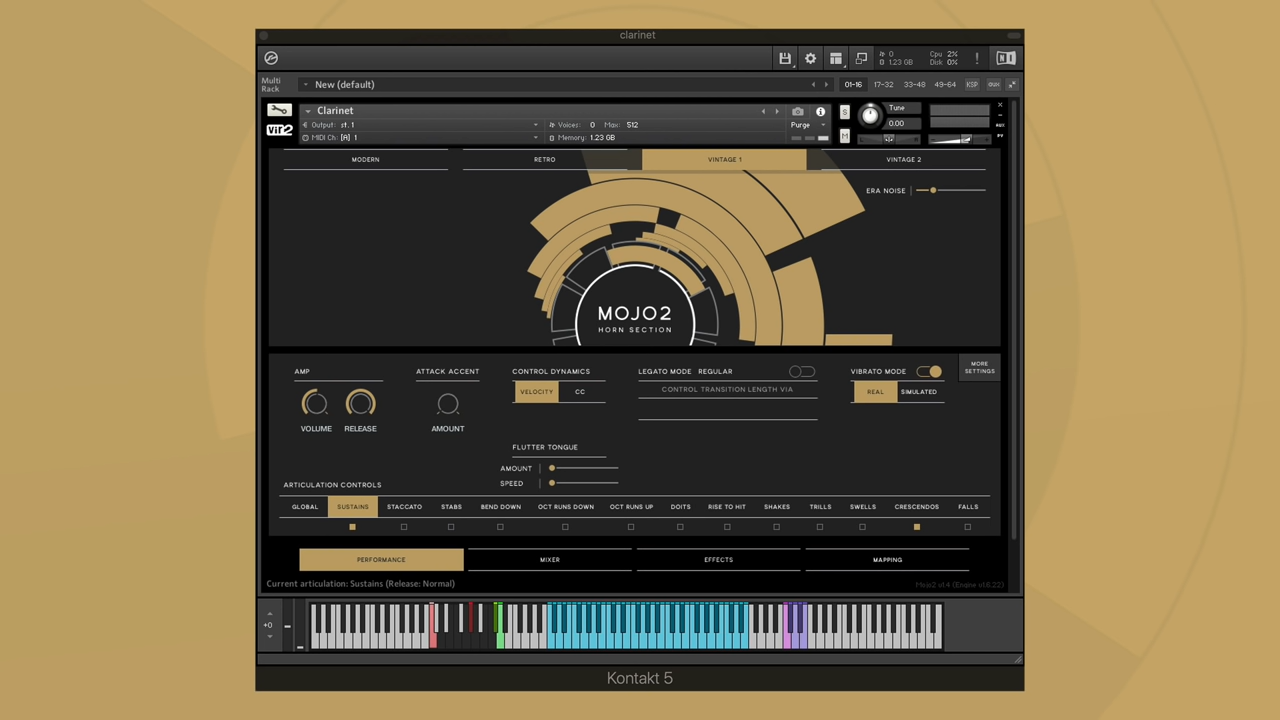 clarinet
0
1.23 GB
Cpu 2%
Disk 0%
Multi
Rack
New (default)
01-16 17-32 33-48 49-64 KSP aux
Clarinet
Purge
S
Tune
0.00
Output: st. 1
Voices: 0 Max: 512
MIDI Ch: [A] 1
Memory: 1.23 GB
M
AUX
PV
Vir2
MODERN RETRO VINTAGE 1 VINTAGE 2
ERA NOISE
MOJO2
HORN SECTION
MORE
SETTINGS
AMP
ATTACK ACCENT
CONTROL DYNAMICS
LEGATO MODE REGULAR
VIBRATO MODE
VELOCITY CC
CONTROL TRANSITION LENGTH VIA
REAL SIMULATED
VOLUME RELEASE AMOUNT
FLUTTER TONGUE
AMOUNT
SPEED
ARTICULATION CONTROLS
GLOBAL SUSTAINS STACCATO STABS BEND DOWN OCT RUNS DOWN OCT RUNS UP DOITS RISE TO HIT SHAKES TRILLS SWELLS CRESCENDOS FALLS
PERFORMANCE MIXER EFFECTS MAPPING
Current articulation: Sustains (Release: Normal)
+0
Kontakt 5